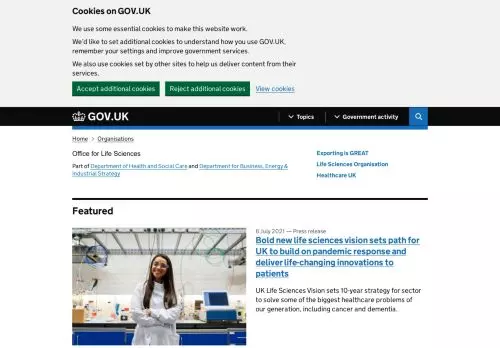 Cookies on GOV.UK
We use some essential cookies to make this website work.
We'd like to set additional cookies to understand how you use GOV.UK,
remember your settings and improve government services.
We also use cookies set by other sites to help us deliver content from their
services.
Accept additional cookies Reject additional cookies View cookies
GOV.UK Topics Government activity
Home > Organisations
Office for Life Sciences
Part of Department of Health and Social Care and Department for Business, Energy &
Industrial Strategy
Exporting is GREAT
Life Sciences Organisation
Healthcare UK
Featured
6 July 2021 — Press release
Bold new life sciences vision sets path for
UK to build on pandemic response and
deliver life-changing innovations to
patients
UK Life Sciences Vision sets 10-year strategy for sector
to solve some of the biggest healthcare problems of
our generation, including cancer and dementia.